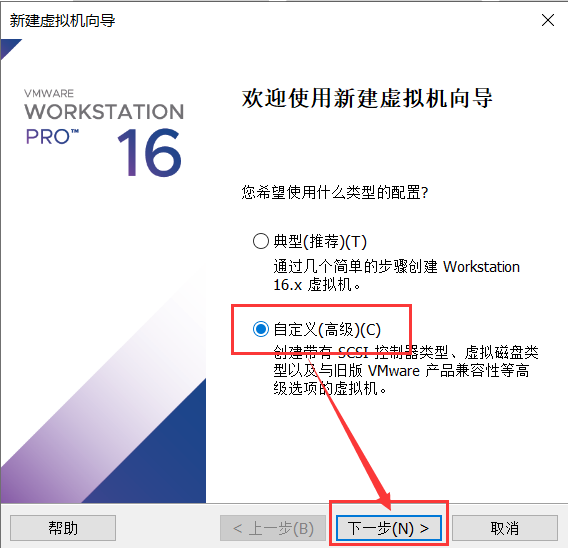 新建虚拟机向导
VMWARE
WORKSTATION
PRO™ 16
欢迎使用新建虚拟机向导
您希望使用什么类型的配置?
典型(推荐)(T)
通过几个简单的步骤创建 Workstation
16.x 虚拟机。
自定义(高级)(C)
创建带有 SCSI 控制器类型、虚拟磁盘类
型以及与旧版 VMware 产品兼容性等高
级选项的虚拟机。
帮助
< 上一步(B)
下一步(N) >
取消